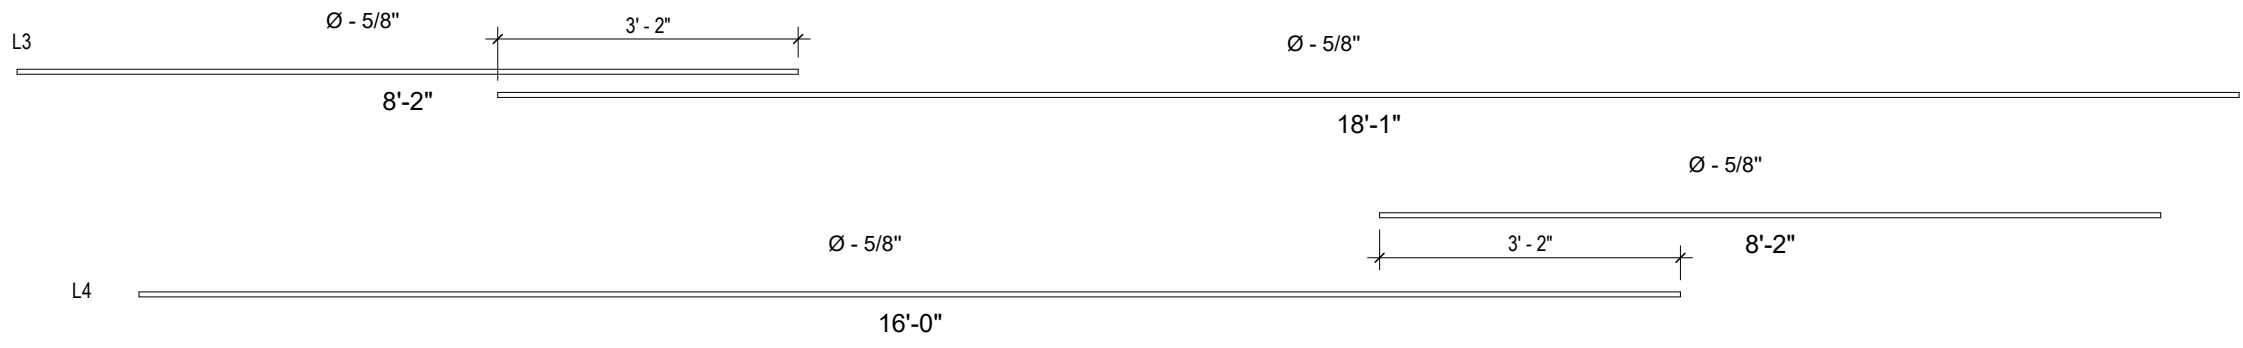 L3
Ø - 5/8"
3' - 2"
Ø - 5/8"
8'-2"
18'-1"
Ø - 5/8"
Ø - 5/8"
3' - 2"
8'-2"
L4
16'-0"